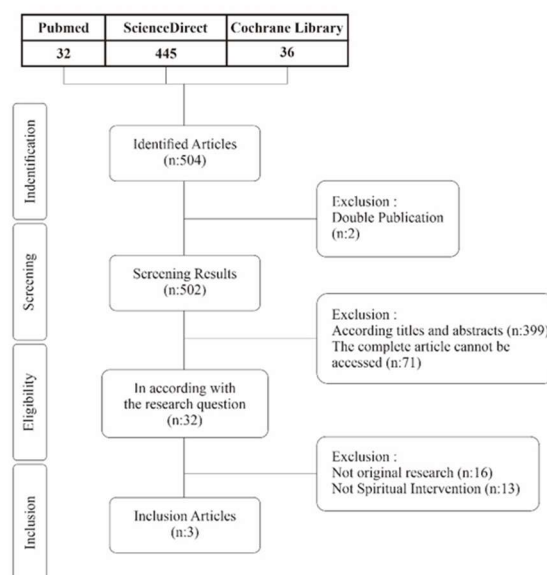 Pubmed ScienceDirect Cochrane Library
32 445 36
Indentification
Identified Articles
(n:504)
Exclusion :
Double Publication
(n:2)
Screening
Screening Results
(n:502)
Exclusion :
According titles and abstracts (n:399)
The complete article cannot be
accessed (n:71)
Eligibility
In according with
the research question
(n:32)
Exclusion :
Not original research (n:16)
Not Spiritual Intervention (n:13)
Inclusion
Inclusion Articles
(n:3)